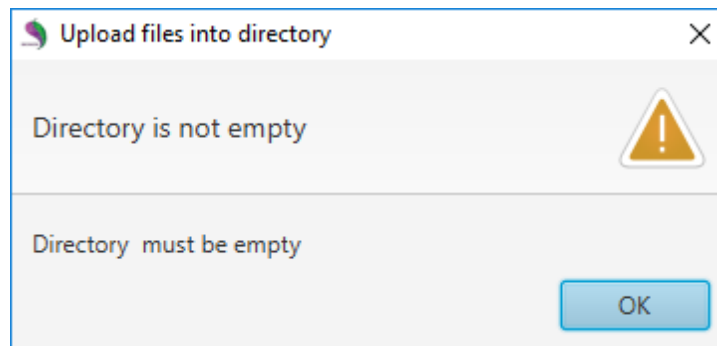 Upload files into directory
Directory is not empty
Directory  must be empty
OK